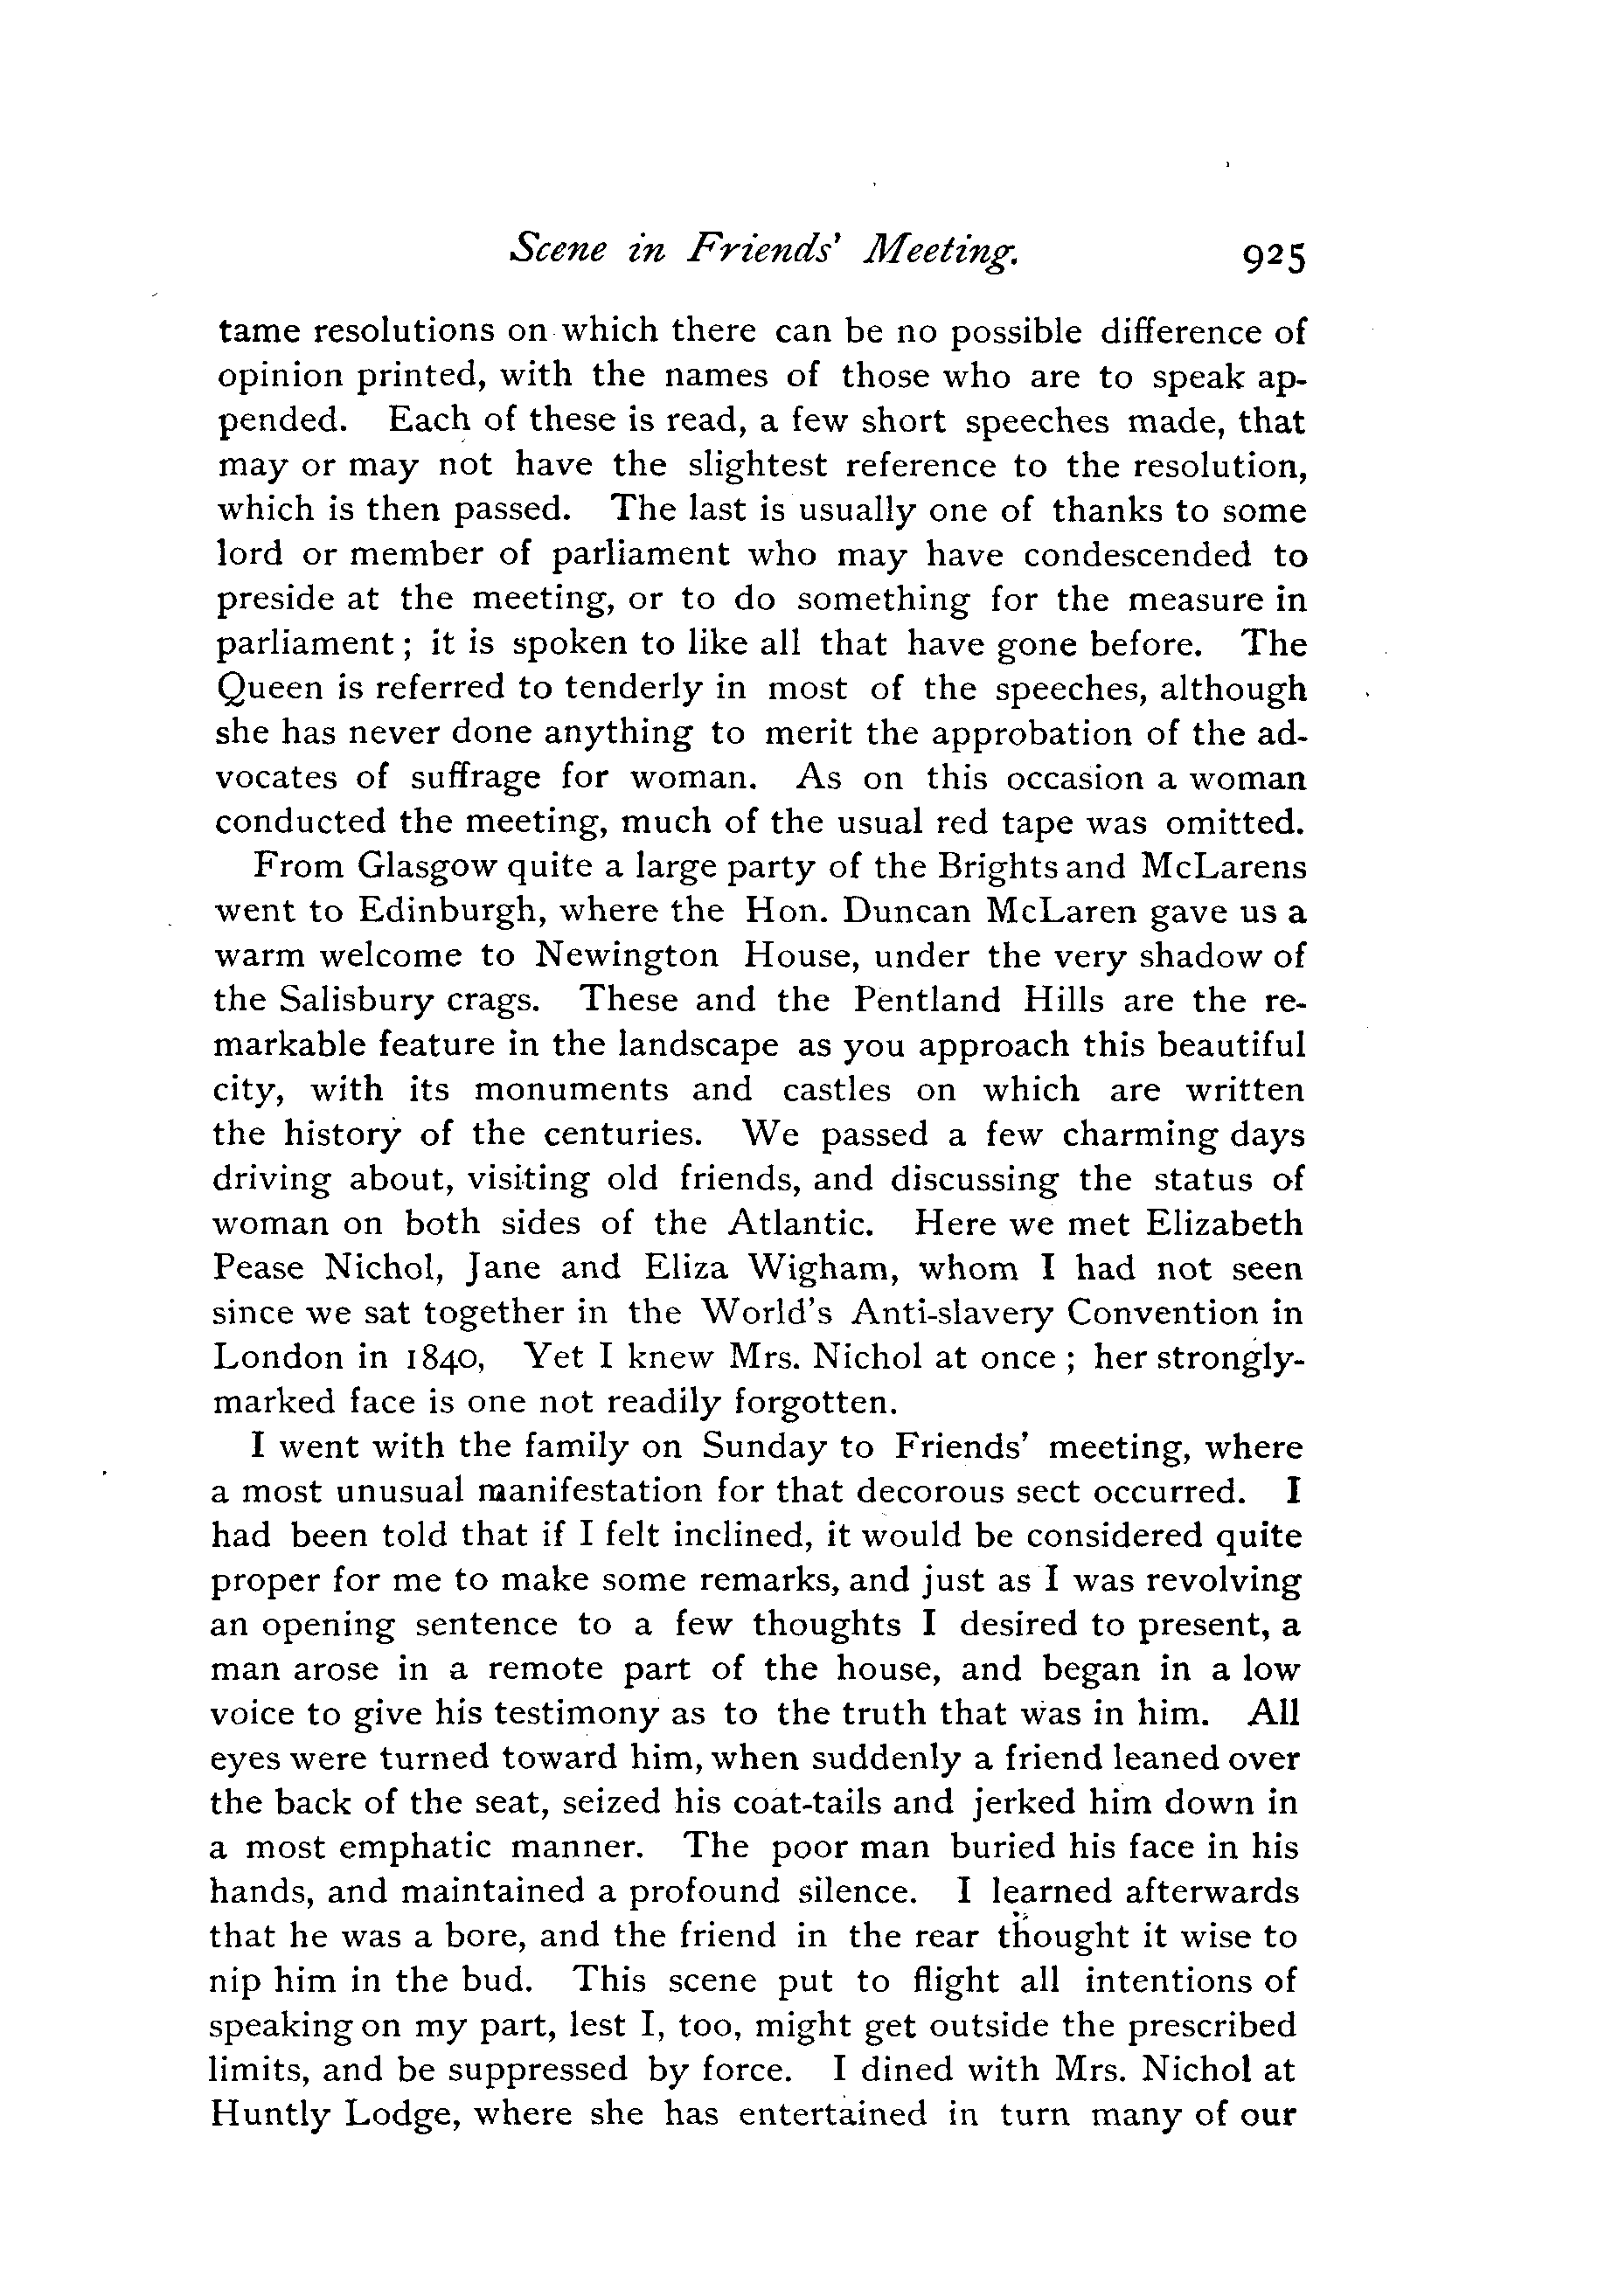 Scene in Friends' Meeting. 925
tame resolutions on which there can be no possible difference of
opinion printed, with the names of those who are to speak ap-
pended. Each of these is read, a few short speeches made, that
may or may not have the slightest reference to the resolution,
which is then passed. The last is usually one of thanks to some
lord or member of parliament who may have condescended to
preside at the meeting, or to do something for the measure in
parliament ; it is spoken to like all that have gone before. The
Queen is referred to tenderly in most of the speeches, although
she has never done anything to merit the approbation of the ad-
vocates of suffrage for woman. As on this occasion a woman
conducted the meeting, much of the usual red tape was omitted.
From Glasgow quite a large party of the Brights and McLarens
went to Edinburgh, where the Hon. Duncan McLaren gave us a
warm welcome to Newington House, under the very shadow of
the Salisbury crags. These and the Pentland Hills are the re-
markable feature in the landscape as you approach this beautiful
city, with its monuments and castles on which are written
the history of the centuries. We passed a few charming days
driving about, visiting old friends, and discussing the status of
woman on both sides of the Atlantic. Here we met Elizabeth
Pease Nichol, Jane and Eliza Wigham, whom I had not seen
since we sat together in the World's Anti-slavery Convention in
London in 1840, Yet I knew Mrs. Nichol at once ; her strongly-
marked face is one not readily forgotten.
I went with the family on Sunday to Friends' meeting, where
a most unusual manifestation for that decorous sect occurred. I
had been told that if I felt inclined, it would be considered quite
proper for me to make some remarks, and just as I was revolving
an opening sentence to a few thoughts I desired to present, a
man arose in a remote part of the house, and began in a low
voice to give his testimony as to the truth that was in him. All
eyes were turned toward him, when suddenly a friend leaned over
the back of the seat, seized his coat-tails and jerked him down in
a most emphatic manner. The poor man buried his face in his
hands, and maintained a profound silence. I learned afterwards
that he was a bore, and the friend in the rear thought it wise to
nip him in the bud. This scene put to flight all intentions of
speaking on my part, lest I, too, might get outside the prescribed
limits, and be suppressed by force. I dined with Mrs. Nichol at
Huntly Lodge, where she has entertained in turn many of our